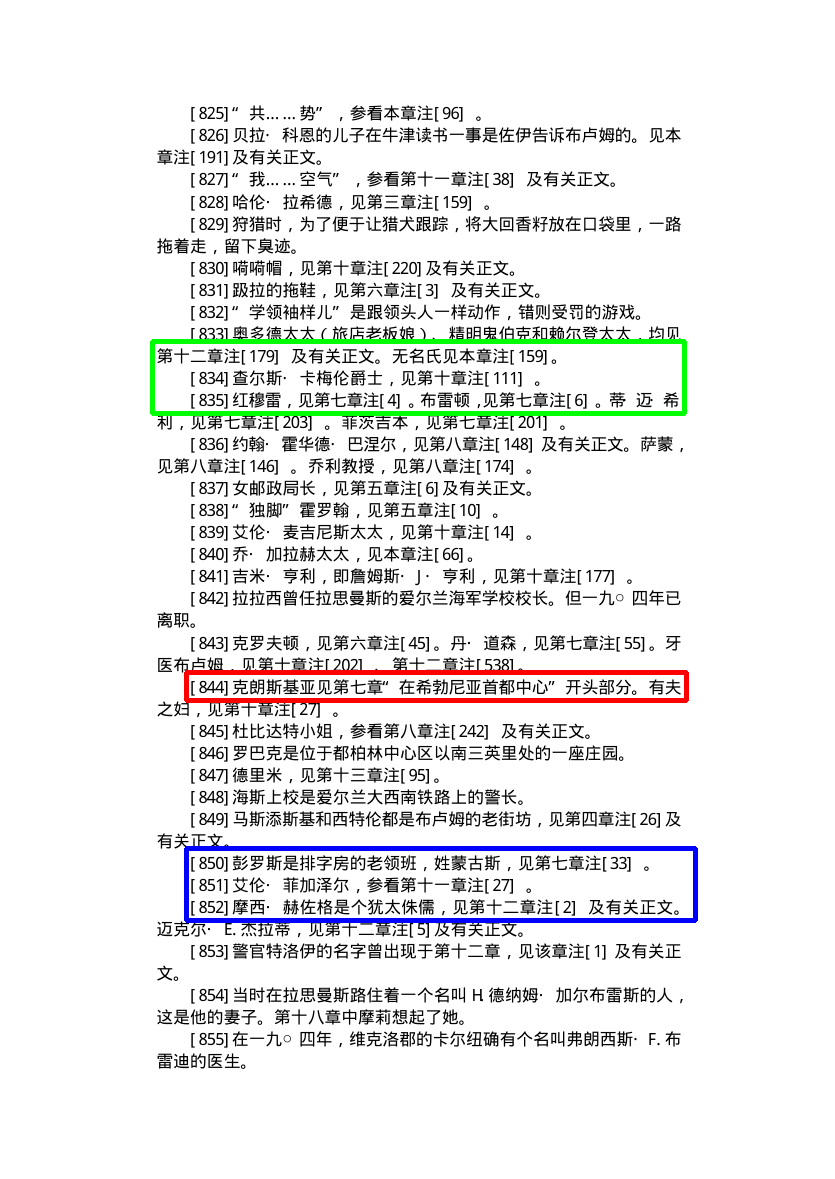 [825]“共……势”，参看本章注[96]。
[826]贝拉·科恩的儿子在牛津读书一事是佐伊告诉布卢姆的。见本
章注[191]及有关正文。
[827]“我……空气”，参看第十一章注[38]及有关正文。
[828]哈伦·拉希德，见第三章注[159]。
[829]狩猎时，为了便于让猎犬跟踪，将大回香籽放在口袋里，一路
拖着走，留下臭迹。
[830]嗬嗬帽，见第十章注[220]及有关正文。
[831]趿拉的拖鞋，见第六章注[3]及有关正文。
[832]“学领袖样儿”是跟领头人一样动作，错则受罚的游戏。
[833]奥多德太太（旅店老板娘）、精明鬼伯克和赖尔登太太，均见
第十二章注[179]及有关正文。无名氏见本章注[159]。
[834]查尔斯·卡梅伦爵士，见第十章注[111]。
[835]红穆雷，见第七章注[4]。布雷顿，见第七章注[6]。蒂 迈 希
利，见第七章注[203]。菲茨吉本，见第七章注[201]。
[836]约翰·霍华德·巴涅尔，见第八章注[148]及有关正文。萨蒙，
见第八章注[146]。乔利教授，见第八章注[174]。
[837]女邮政局长，见第五章注[6]及有关正文。
[838]“独脚”霍罗翰，见第五章注[10]。
[839]艾伦·麦吉尼斯太太，见第十章注[14]。
[840]乔·加拉赫太太，见本章注[66]。
[841]吉米·亨利，即詹姆斯·J·亨利，见第十章注[177]。
[842]拉拉西曾任拉思曼斯的爱尔兰海军学校校长。但一九○四年已
离职。
[843]克罗夫顿，见第六章注[45]。丹·道森，见第七章注[55]。牙
医布卢姆，见第十章注[202]、第十二章注[538]。
[844]克朗斯基亚见第七章“在希勃尼亚首都中心”开头部分。有夫
之妇，见第十章注[27]。
[845]杜比达特小姐，参看第八章注[242]及有关正文。
[846]罗巴克是位于都柏林中心区以南三英里处的一座庄园。
[847]德里米，见第十三章注[95]。
[848]海斯上校是爱尔兰大西南铁路上的警长。
[849]马斯添斯基和西特伦都是布卢姆的老街坊，见第四章注[26]及
有关正文。
[850]彭罗斯是排字房的老领班，姓蒙古斯，见第七章注[33]。
[851]艾伦·菲加泽尔，参看第十一章注[27]。
[852]摩西·赫佐格是个犹太侏儒，见第十二章注[2]及有关正文。
迈克尔·E.杰拉蒂，见第十二章注[5]及有关正文。
[853]警官特洛伊的名字曾出现于第十二章，见该章注[1]及有关正
文。
[854]当时在拉思曼斯路住着一个名叫H.德纳姆·加尔布雷斯的人，
这是他的妻子。第十八章中摩莉想起了她。
[855]在一九○四年，维克洛郡的卡尔纽确有个名叫弗朗西斯·F.布
雷迪的医生。